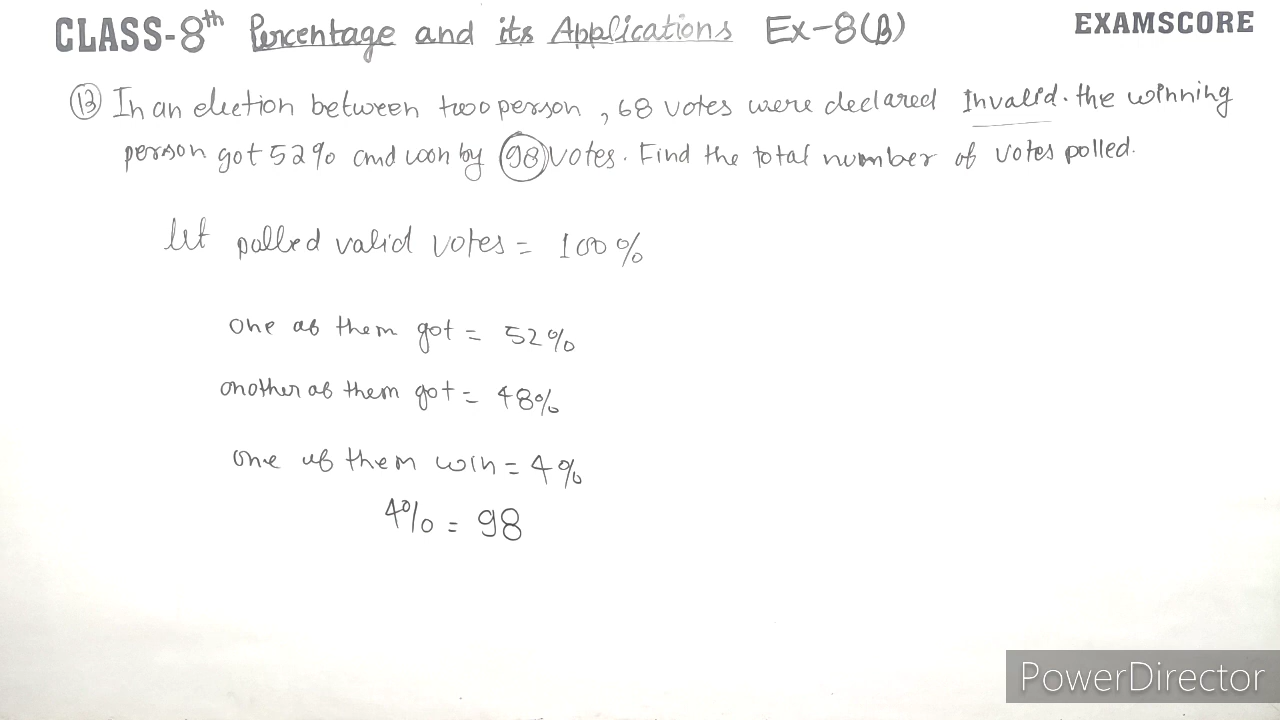 CLASS-8th Percentage and its Applications Ex-8(B)
EXAMSCORE
13 In an election between two person, 68 votes were declared Invalid. the winning
person got 52% and won by 98 votes. Find the total number of votes polled.
let polled valid votes = 100%
one of them got = 52%
another of them got = 48%
one of them win = 4%
4% = 98
PowerDirector